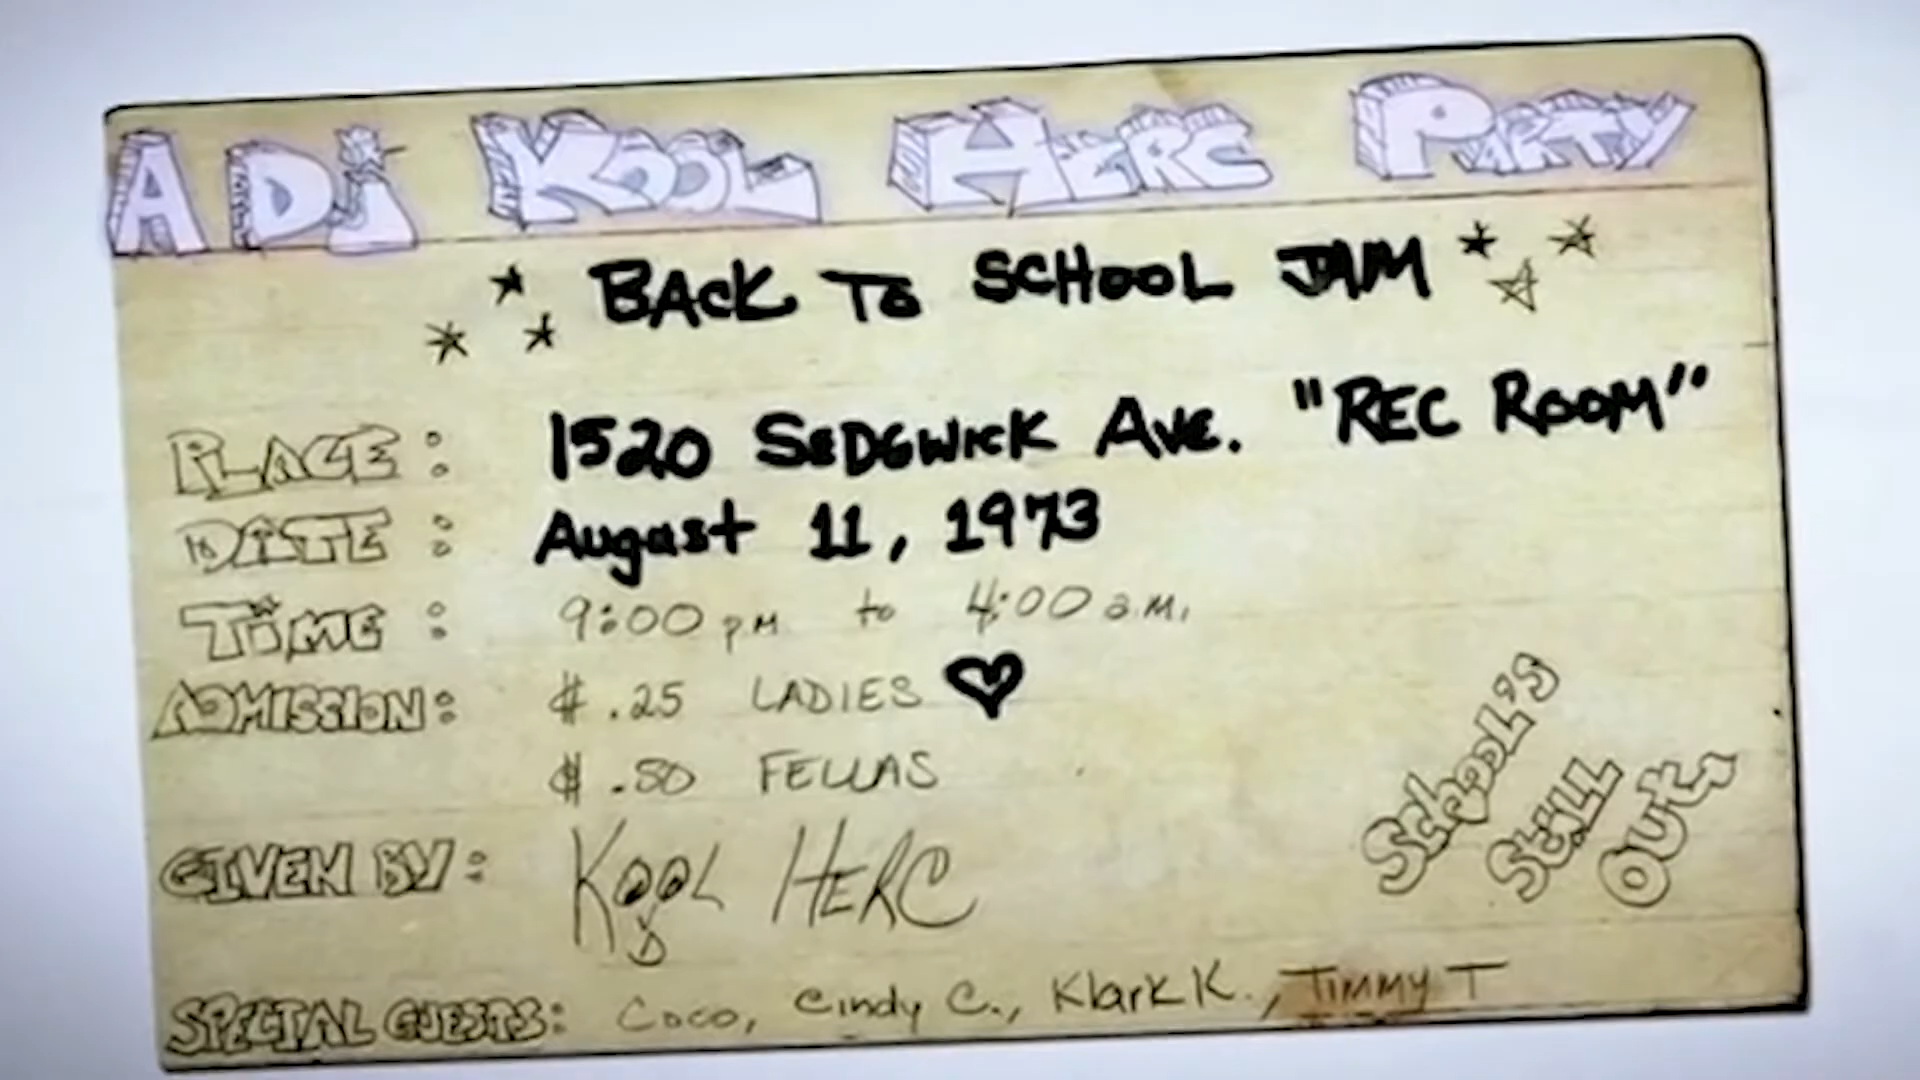 A DJ KOOL HERC PARTY
BACK TO SCHOOL JAM
PLACE: 1520 SEDGWICK AVE. "REC ROOM"
DATE: August 11, 1973
TIME: 9:00 pm to 4:00 a.m.
ADMISSION: $.25 LADIES
$.50 FELLAS
GIVEN BY: KOOL HERC
SPECIAL GUESTS: Coco, Cindy C., Klark K., Timmy T
SCHOOL'S
STILL
OUT,